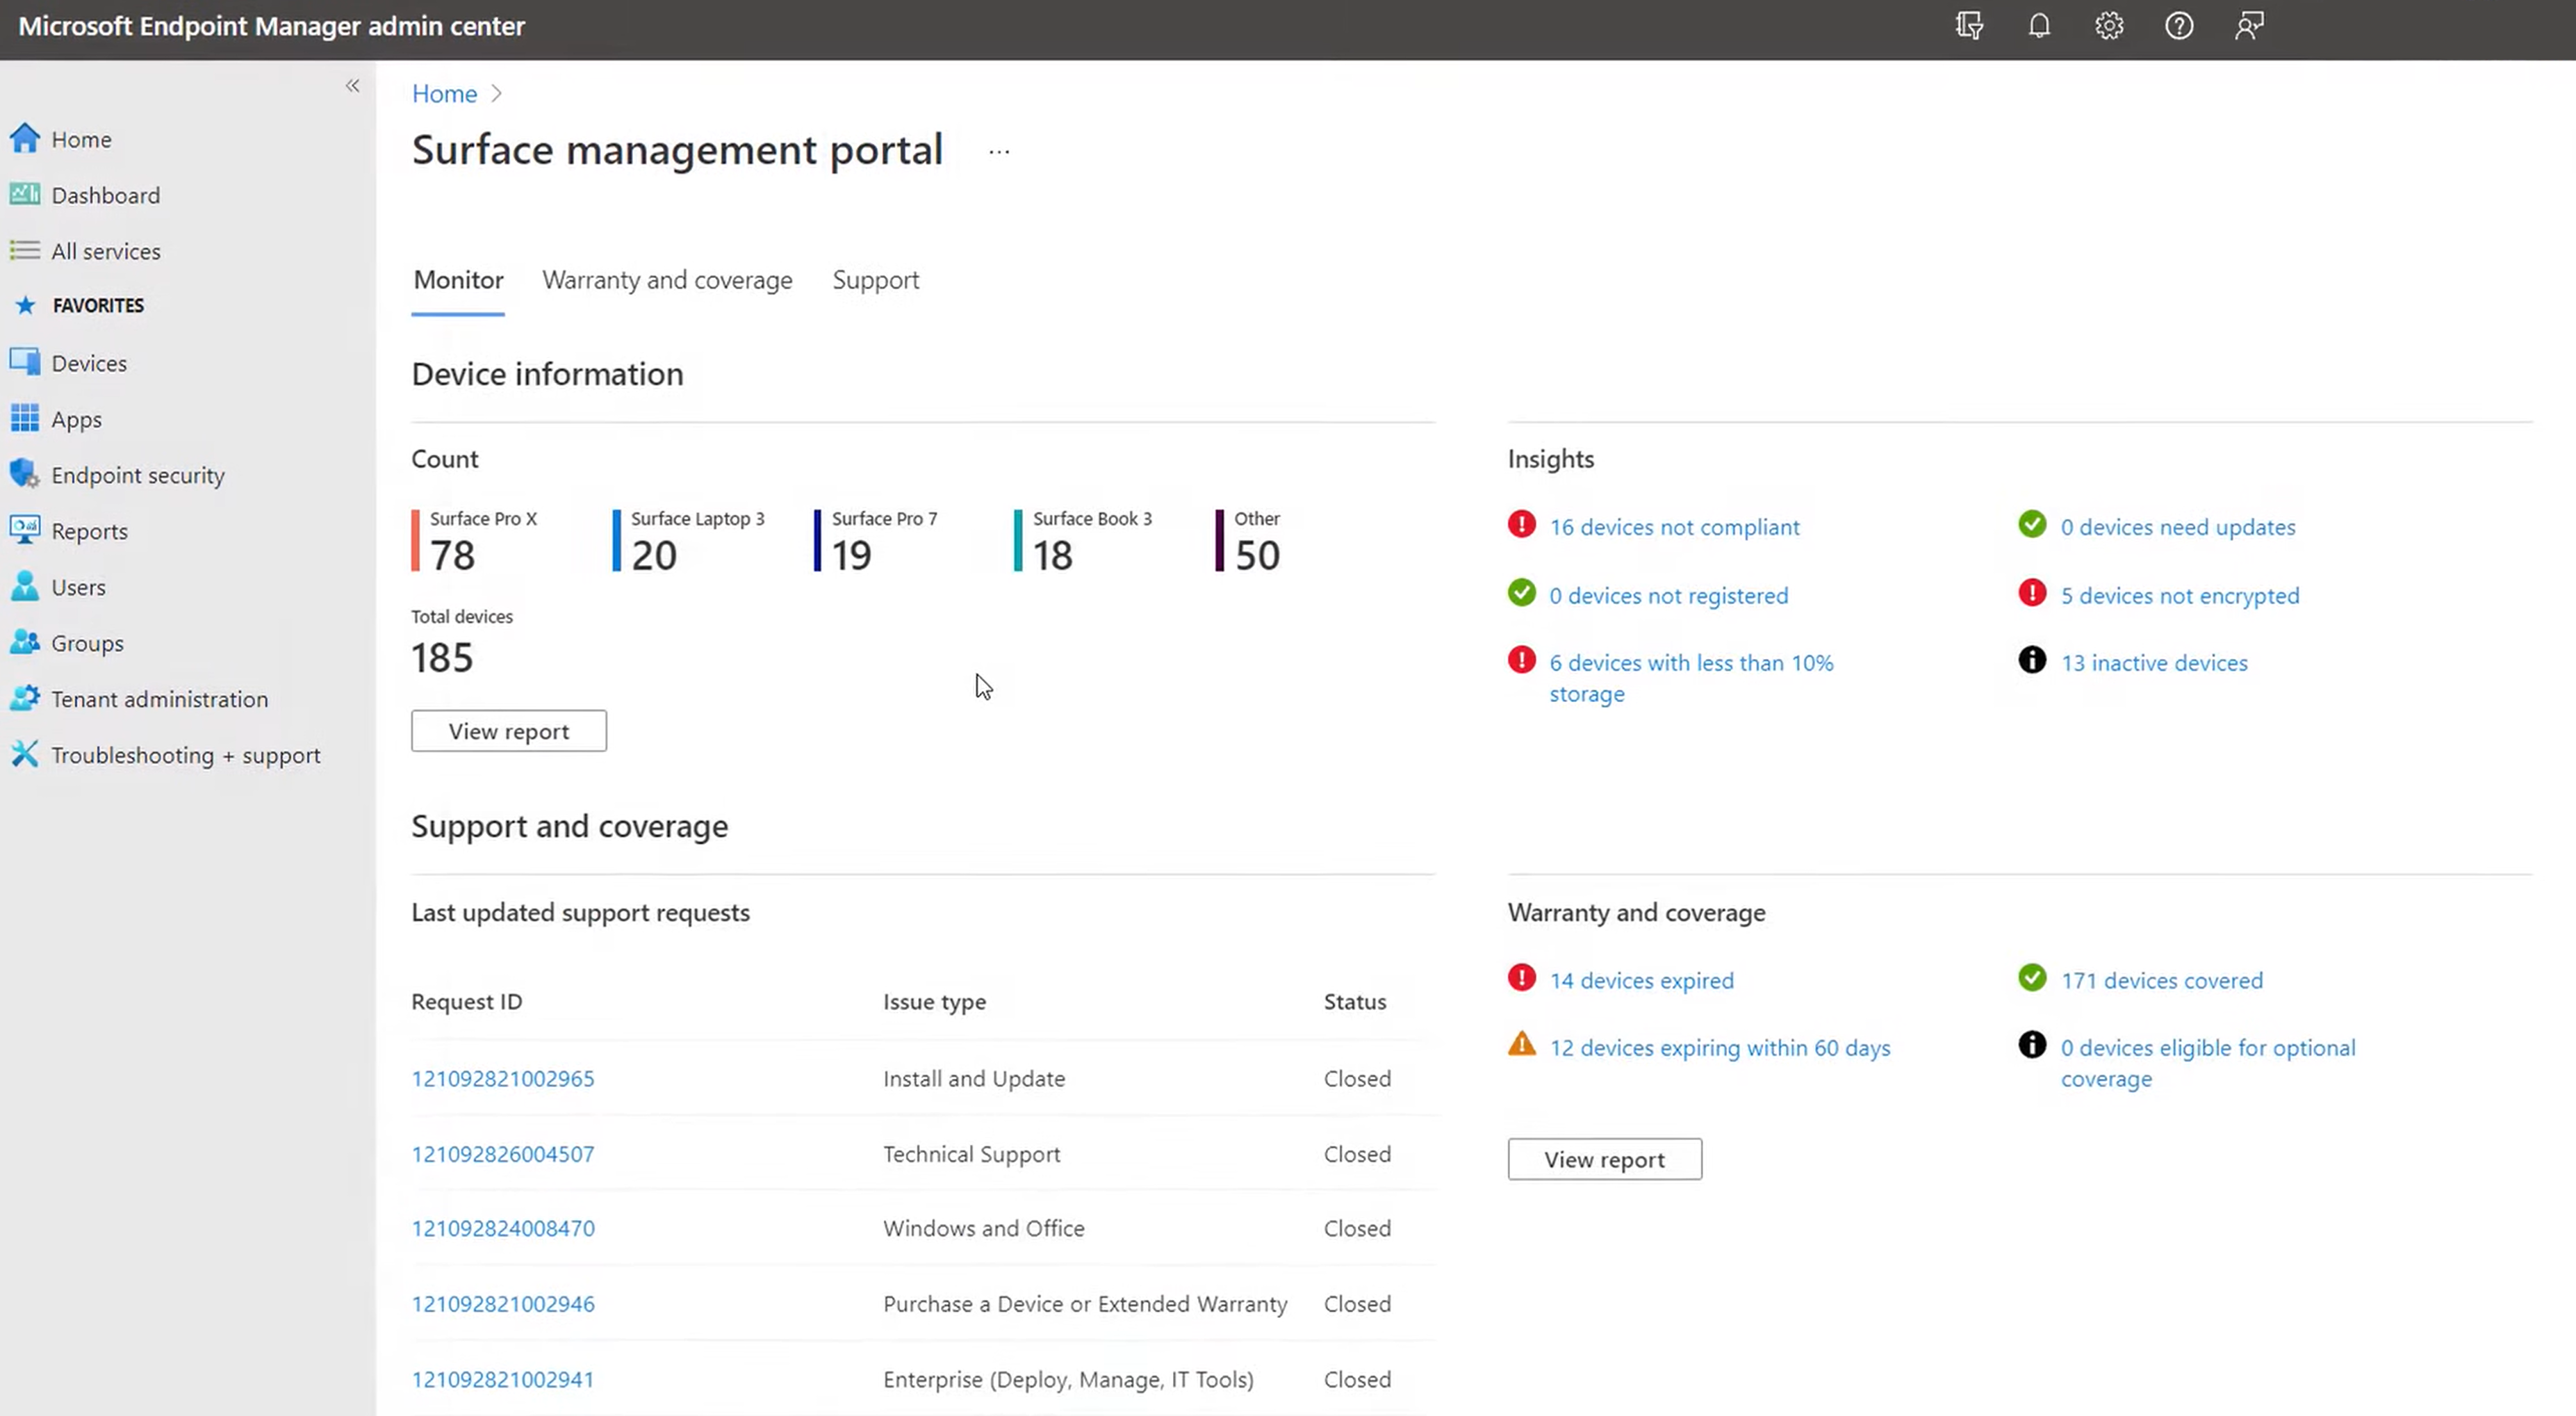 Microsoft Endpoint Manager admin center
Home
Dashboard
All services
FAVORITES
Devices
Apps
Endpoint security
Reports
Users
Groups
Tenant administration
Troubleshooting + support
Home
Surface management portal
Monitor
Warranty and coverage
Support
Device information
Count
Surface Pro X
78
Surface Laptop 3
20
Surface Pro 7
19
Surface Book 3
18
Other
50
Total devices
185
View report
Insights
16 devices not compliant
0 devices need updates
0 devices not registered
5 devices not encrypted
6 devices with less than 10%
storage
13 inactive devices
Support and coverage
Last updated support requests
Request ID Issue type Status
121092821002965 Install and Update Closed
121092826004507 Technical Support Closed
121092824008470 Windows and Office Closed
121092821002946 Purchase a Device or Extended Warranty Closed
121092821002941 Enterprise (Deploy, Manage, IT Tools) Closed
Warranty and coverage
14 devices expired
171 devices covered
12 devices expiring within 60 days
0 devices eligible for optional
coverage
View report